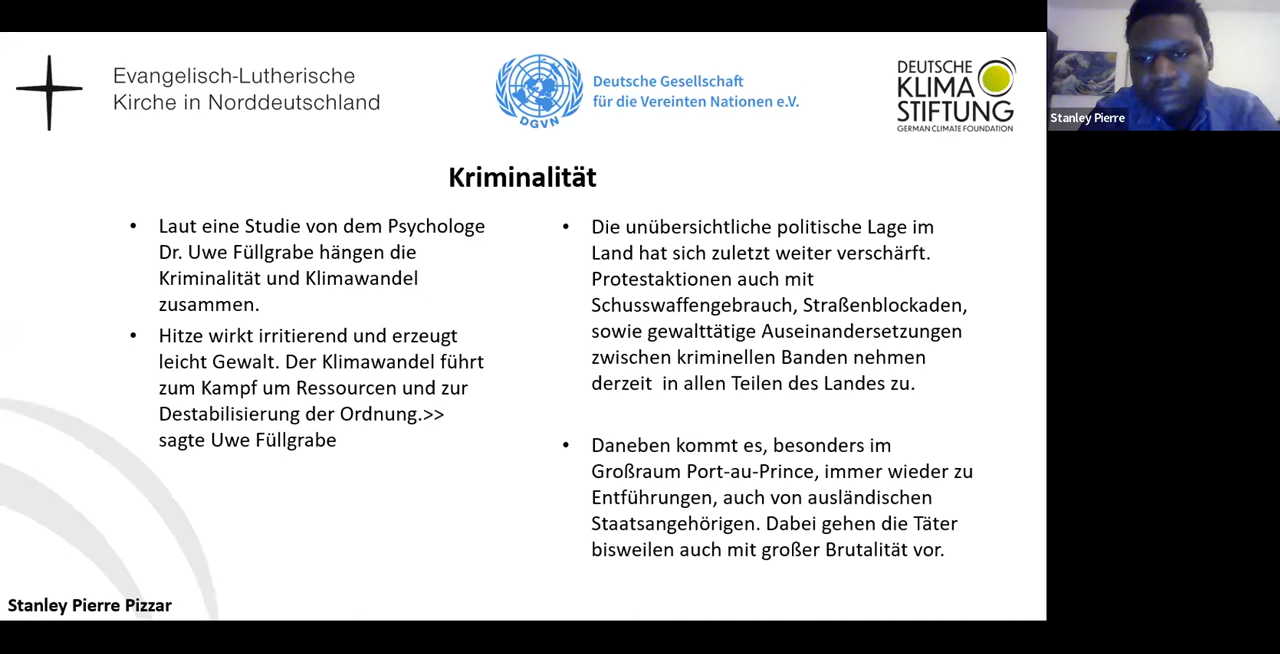 Evangelisch-Lutherische
Kirche in Norddeutschland
DGVN
Deutsche Gesellschaft
für die Vereinten Nationen e.V.
DEUTSCHE
KLIMA
STIFTUNG
GERMAN CLIMATE FOUNDATION
Stanley Pierre
Kriminalität
• Laut eine Studie von dem Psychologe
Dr. Uwe Füllgrabe hängen die
Kriminalität und Klimawandel
zusammen.
• Hitze wirkt irritierend und erzeugt
leicht Gewalt. Der Klimawandel führt
zum Kampf um Ressourcen und zur
Destabilisierung der Ordnung.>>
sagte Uwe Füllgrabe
• Die unübersichtliche politische Lage im
Land hat sich zuletzt weiter verschärft.
Protestaktionen auch mit
Schusswaffengebrauch, Straßenblockaden,
sowie gewalttätige Auseinandersetzungen
zwischen kriminellen Banden nehmen
derzeit  in allen Teilen des Landes zu.
• Daneben kommt es, besonders im
Großraum Port-au-Prince, immer wieder zu
Entführungen, auch von ausländischen
Staatsangehörigen. Dabei gehen die Täter
bisweilen auch mit großer Brutalität vor.
Stanley Pierre Pizzar